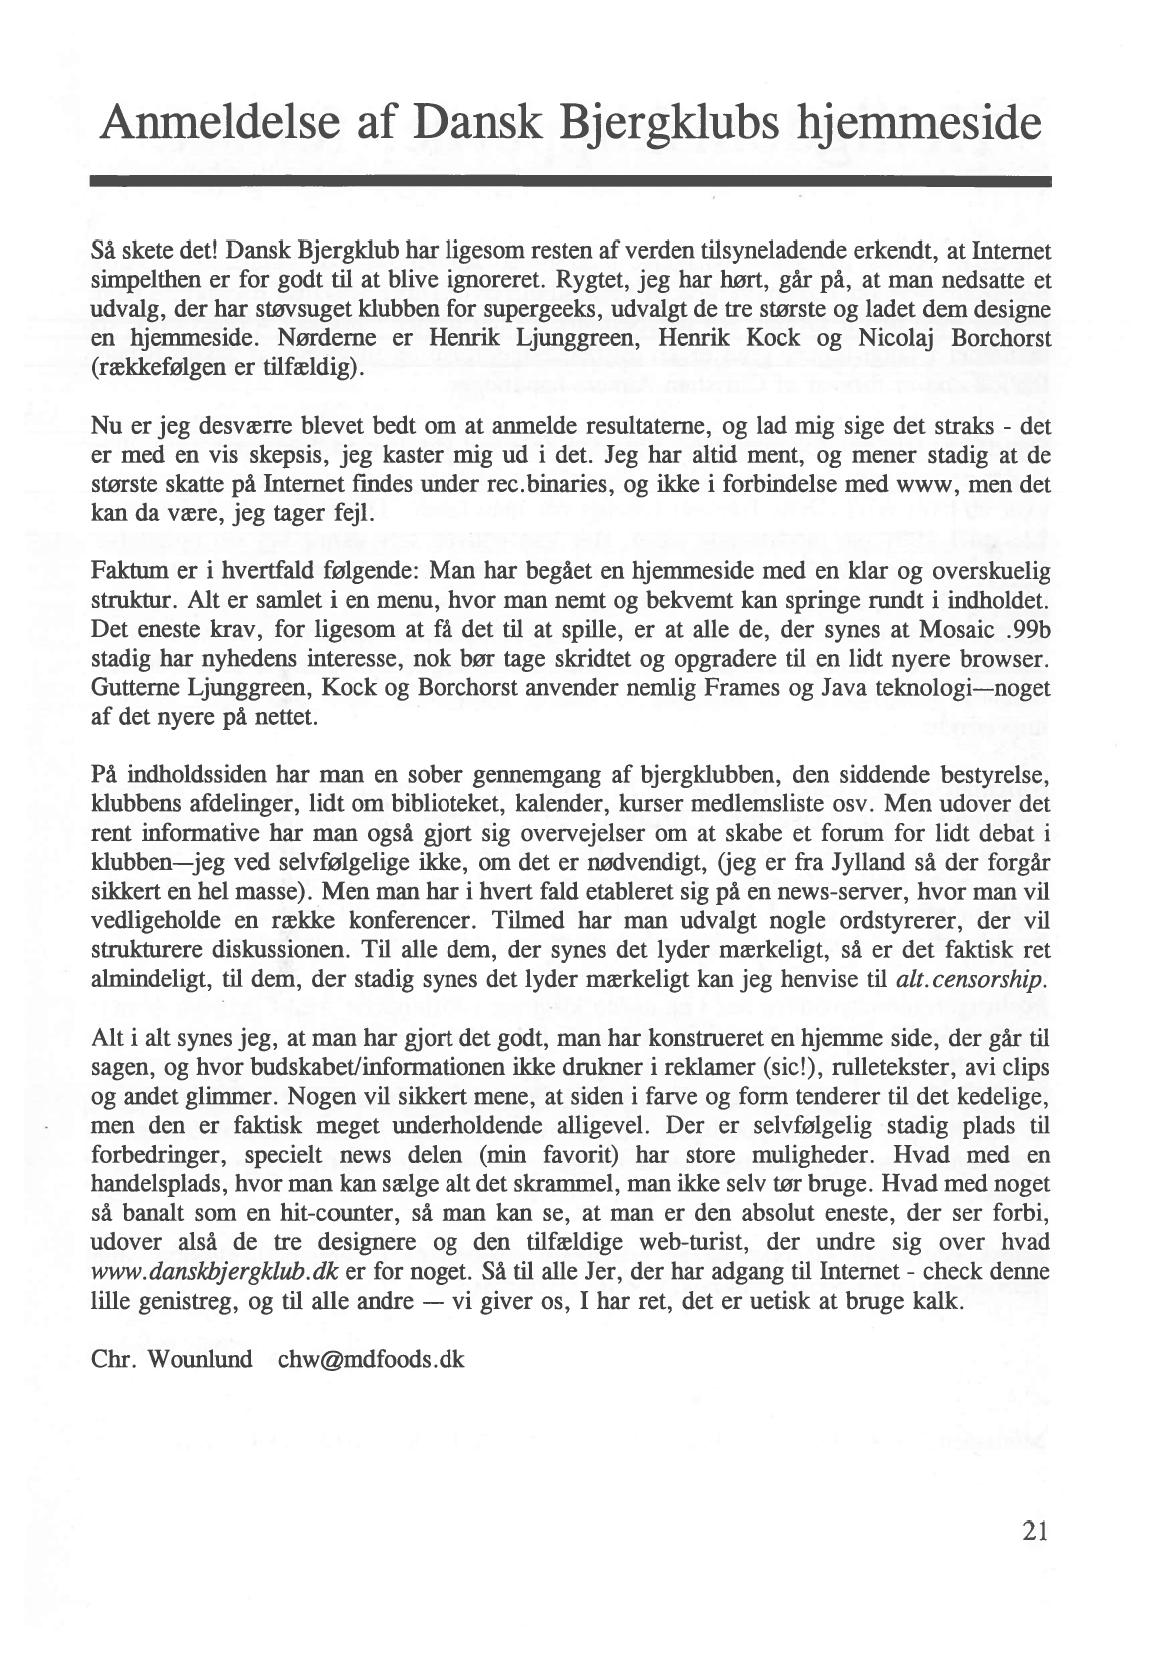 Anmeldelse af Dansk Bjergklubs hjemmeside
Så skete det! Dansk Bjergklub har ligesom resten af verden tilsyneladende erkendt, at Internet
simpelthen er for godt til at blive ignoreret. Rygtet, jeg har hørt, går på, at man nedsatte et
udvalg, der har støvsuget klubben for supergeeks, udvalgt de tre største og ladet dem designe
en hjemmeside. Nørderne er Henrik Ljunggreen, Henrik Kock og Nicolaj Borchorst
(rækkefølgen er tilfældig).
Nu er jeg desværre blevet bedt om at anmelde resultaterne, og lad mig sige det straks - det
er med en vis skepsis, jeg kaster mig ud i det. Jeg har altid ment, og mener stadig at de
største skatte på Internet findes under rec.binaries, og ikke i forbindelse med www, men det
kan da være, jeg tager fejl.
Faktum er i hvertfald følgende: Man har begået en hjemmeside med en klar og overskuelig
struktur. Alt er samlet i en menu, hvor man nemt og bekvemt kan springe rundt i indholdet.
Det eneste krav, for ligesom at få det til at spille, er at alle de, der synes at Mosaic .99b
stadig har nyhedens interesse, nok bør tage skridtet og opgradere til en lidt nyere browser.
Gutterne Ljunggreen, Kock og Borchorst anvender nemlig Frames og Java teknologi—noget
af det nyere på nettet.
På indholdssiden har man en sober gennemgang af bjergklubben, den siddende bestyrelse,
klubbens afdelinger, lidt om biblioteket, kalender, kurser medlemsliste osv. Men udover det
rent informative har man også gjort sig overvejelser om at skabe et forum for lidt debat i
klubben—jeg ved selvfølgelige ikke, om det er nødvendigt, (jeg er fra Jylland så der forgår
sikkert en hel masse). Men man har i hvert fald etableret sig på en news-server, hvor man vil
vedligeholde en række konferencer. Tilmed har man udvalgt nogle ordstyrerer, der vil
strukturere diskussionen. Til alle dem, der synes det lyder mærkeligt, så er det faktisk ret
almindeligt, til dem, der stadig synes det lyder mærkeligt kan jeg henvise til alt.censorship.
Alt i alt synes jeg, at man har gjort det godt, man har konstrueret en hjemme side, der går til
sagen, og hvor budskabet/informationen ikke drukner i reklamer (sic!), rulletekster, avi clips
og andet glimmer. Nogen vil sikkert mene, at siden i farve og form tenderer til det kedelige,
men den er faktisk meget underholdende alligevel. Der er selvfølgelig stadig plads til
forbedringer, specielt news delen (min favorit) har store muligheder. Hvad med en
handelsplads, hvor man kan sælge alt det skrammel, man ikke selv tør bruge. Hvad med noget
så banalt som en hit-counter, så man kan se, at man er den absolut eneste, der ser forbi,
udover alså de tre designere og den tilfældige web-turist, der undre sig over hvad
www.danskbjergklub.dk er for noget. Så til alle Jer, der har adgang til Internet - check denne
lille genistreg, og til alle andre — vi giver os, I har ret, det er uetisk at bruge kalk.
Chr. Wounlund chw@mdfoods.dk
21